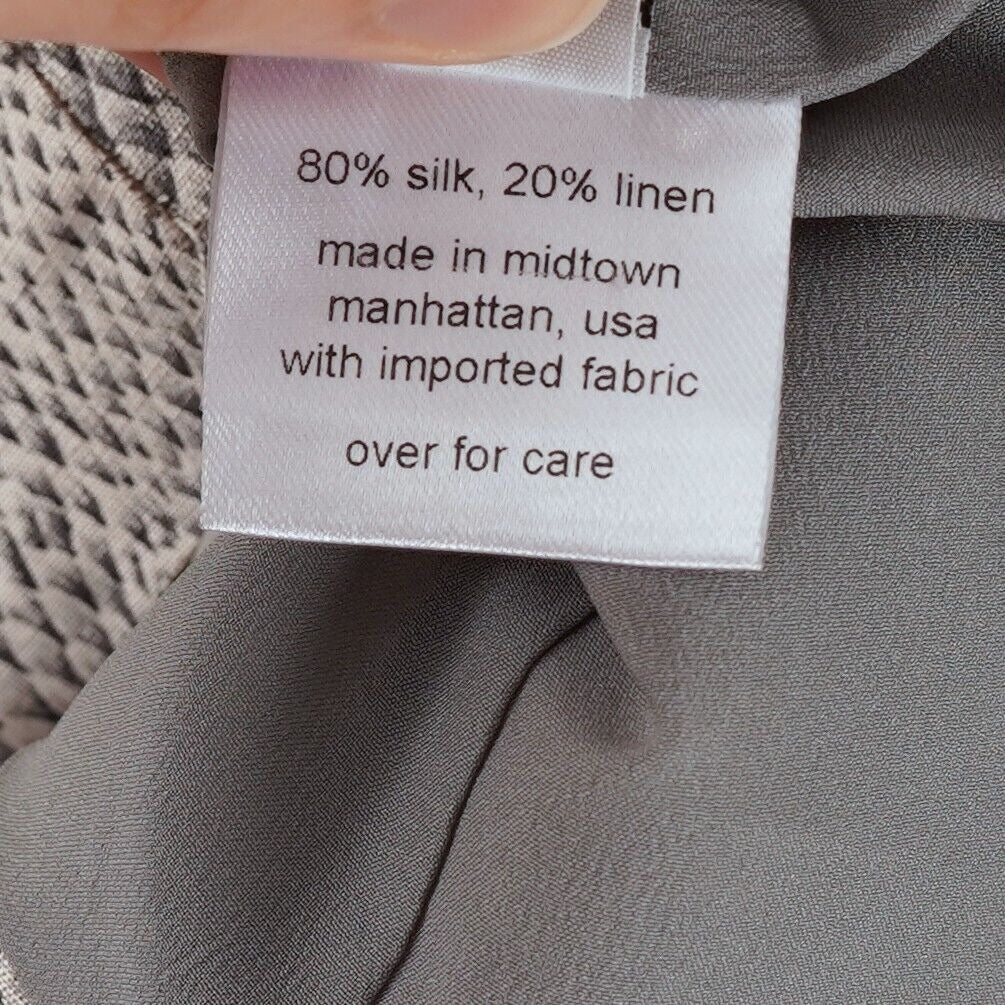 80% silk, 20% linen
made in midtown
manhattan, usa
with imported fabric
over for care